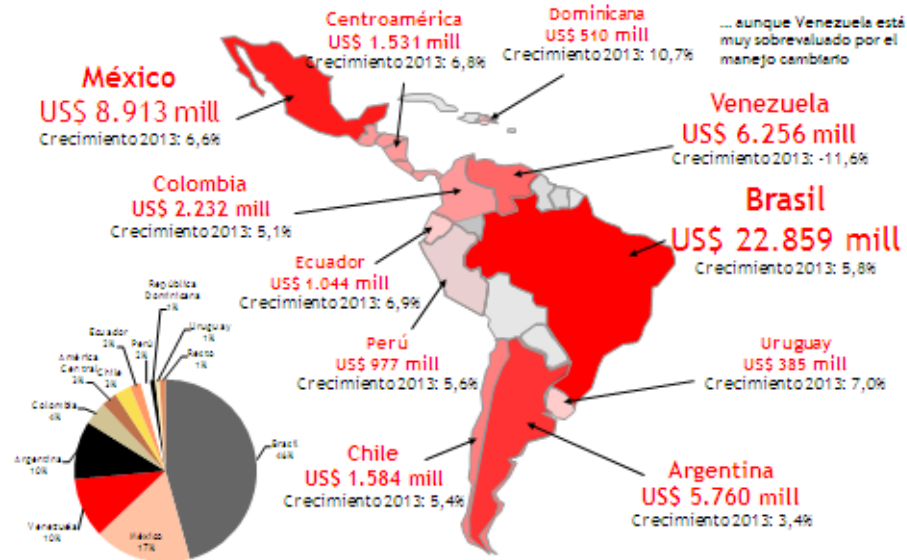 Centroamérica
US$ 1.531 mill
Crecimiento2013: 6,8%
Dominicana
US$ 510 mill
Crecimiento2013: 10,7%
... aunque Venezuela está
muy sobrevaluado por el
manejo cambiario
México
US$ 8.913 mill
Crecimiento2013: 6,6%
Venezuela
US$ 6.256 mill
Crecimiento2013: -11,6%
Colombia
US$ 2.232 mill
Crecimiento2013: 5,1%
Brasil
US$ 22.859 mill
Crecimiento2013: 5,8%
Ecuador
US$ 1.044 mill
Crecimiento2013: 6,9%
Perú
US$ 977 mill
Crecimiento2013: 5,6%
Uruguay
US$ 385 mill
Crecimiento2013: 7,0%
Chile
US$ 1.584 mill
Crecimiento2013: 5,4%
Argentina
US$ 5.760 mill
Crecimiento2013: 3,4%
República
Dominicana
1%
Uruguay
1%
Resto
1%
Ecuador
2%
Perú
2%
América
Central
3%
Chile
3%
Colombia
4%
Argentina
10%
Venezuela
10%
México
17%
Brasil
46%